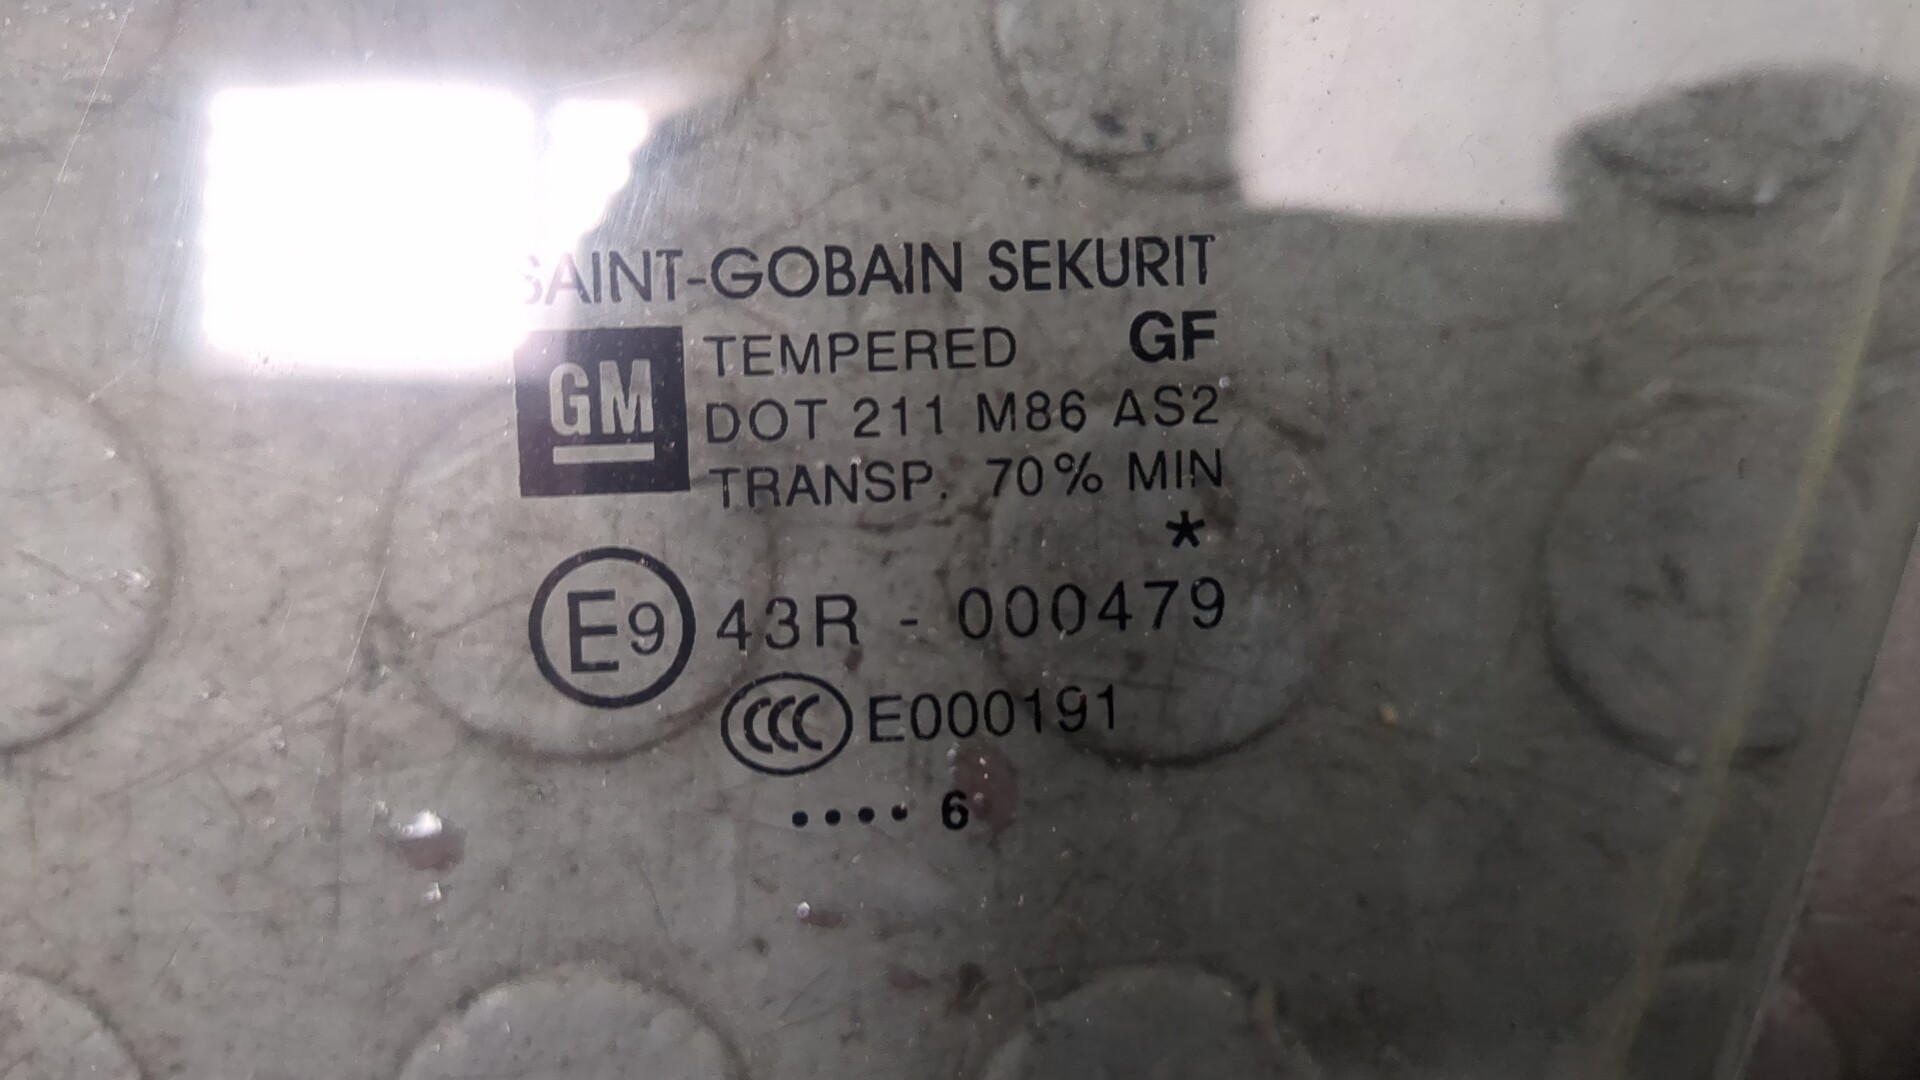 SAINT-GOBAIN SEKURIT
GM TEMPERED GF
DOT 211 M86 AS2
TRANSP. 70% MIN
*
E9 43R - 000479
CCC E000191
•••• 6